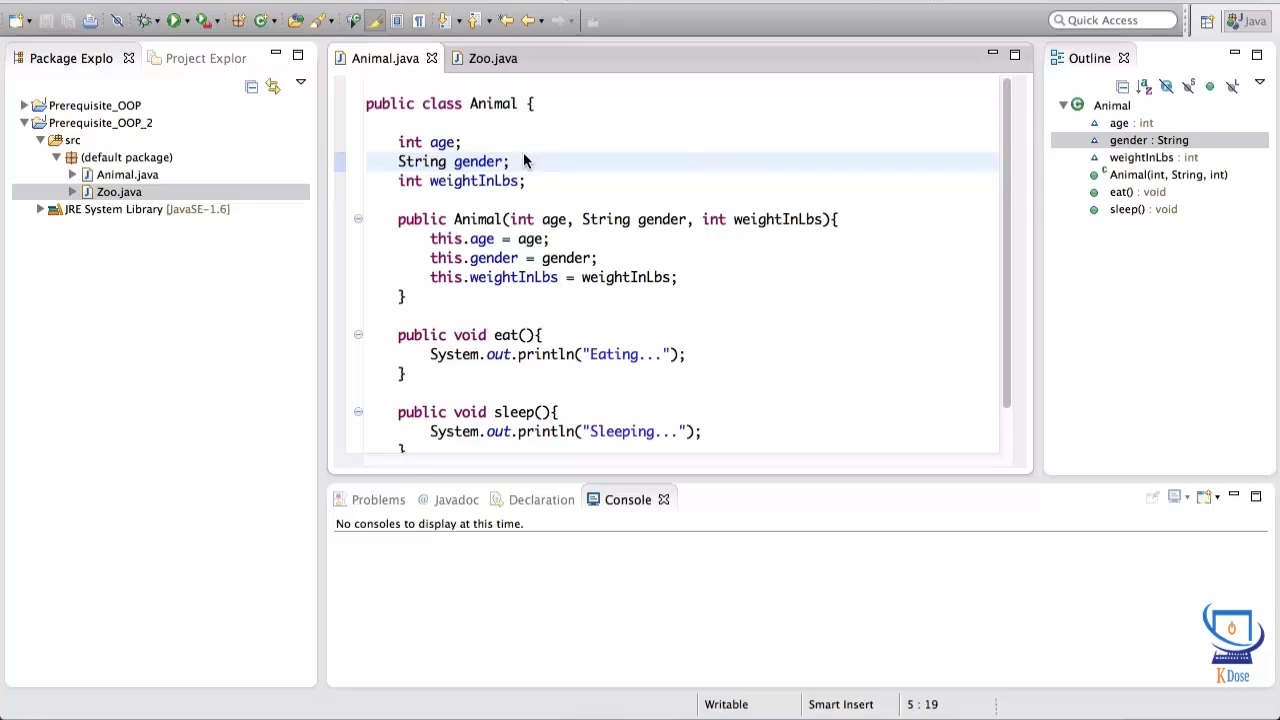 Quick Access
Java
Package Explo
Project Explor
Prerequisite_OOP
Prerequisite_OOP_2
src
(default package)
Animal.java
Zoo.java
JRE System Library [JavaSE-1.6]
Animal.java
Zoo.java
public class Animal {
int age;
String gender;
int weightInLbs;
public Animal(int age, String gender, int weightInLbs){
this.age = age;
this.gender = gender;
this.weightInLbs = weightInLbs;
}
public void eat(){
System.out.println("Eating...");
}
public void sleep(){
System.out.println("Sleeping...");
}
Outline
Animal
age : int
gender : String
weightInLbs : int
Animal(int, String, int)
eat() : void
sleep() : void
Problems
@ Javadoc
Declaration
Console
No consoles to display at this time.
KDose
Writable
Smart Insert
5 : 19